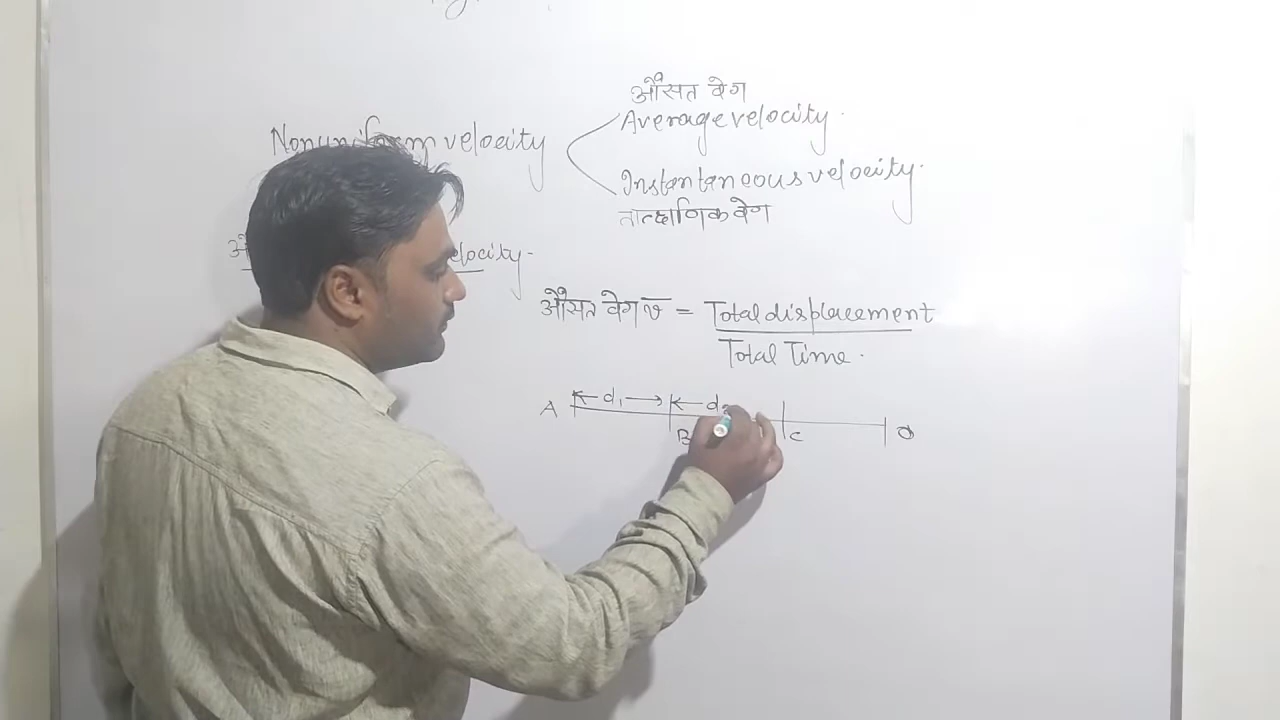 Nonuniform velocity
औसत वेग
Average velocity.
Instantaneous velocity.
तात्क्षणिक वेग
औसत वेग v̅ = Total displacement
Total Time.
A d₁ d₂
B C D